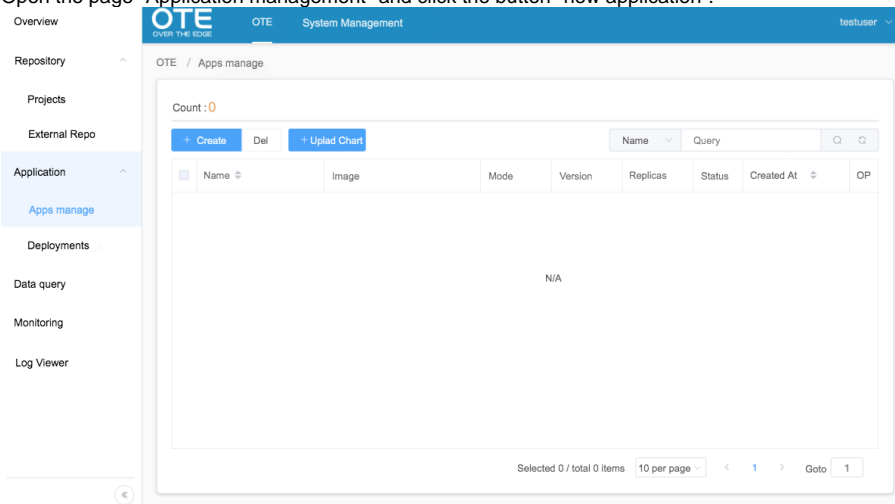 Open the page "Application management" and click the button "new application".
Overview
Repository
Projects
External Repo
Application
Apps manage
Deployments
Data query
Monitoring
Log Viewer
OTE
OVER THE EDGE
OTE System Management testuser
OTE / Apps manage
Count : 0
+ Create Del + Uplad Chart Name Query
Name Image Mode Version Replicas Status Created At OP
N/A
Selected 0 / total 0 items 10 per page < 1 > Goto 1